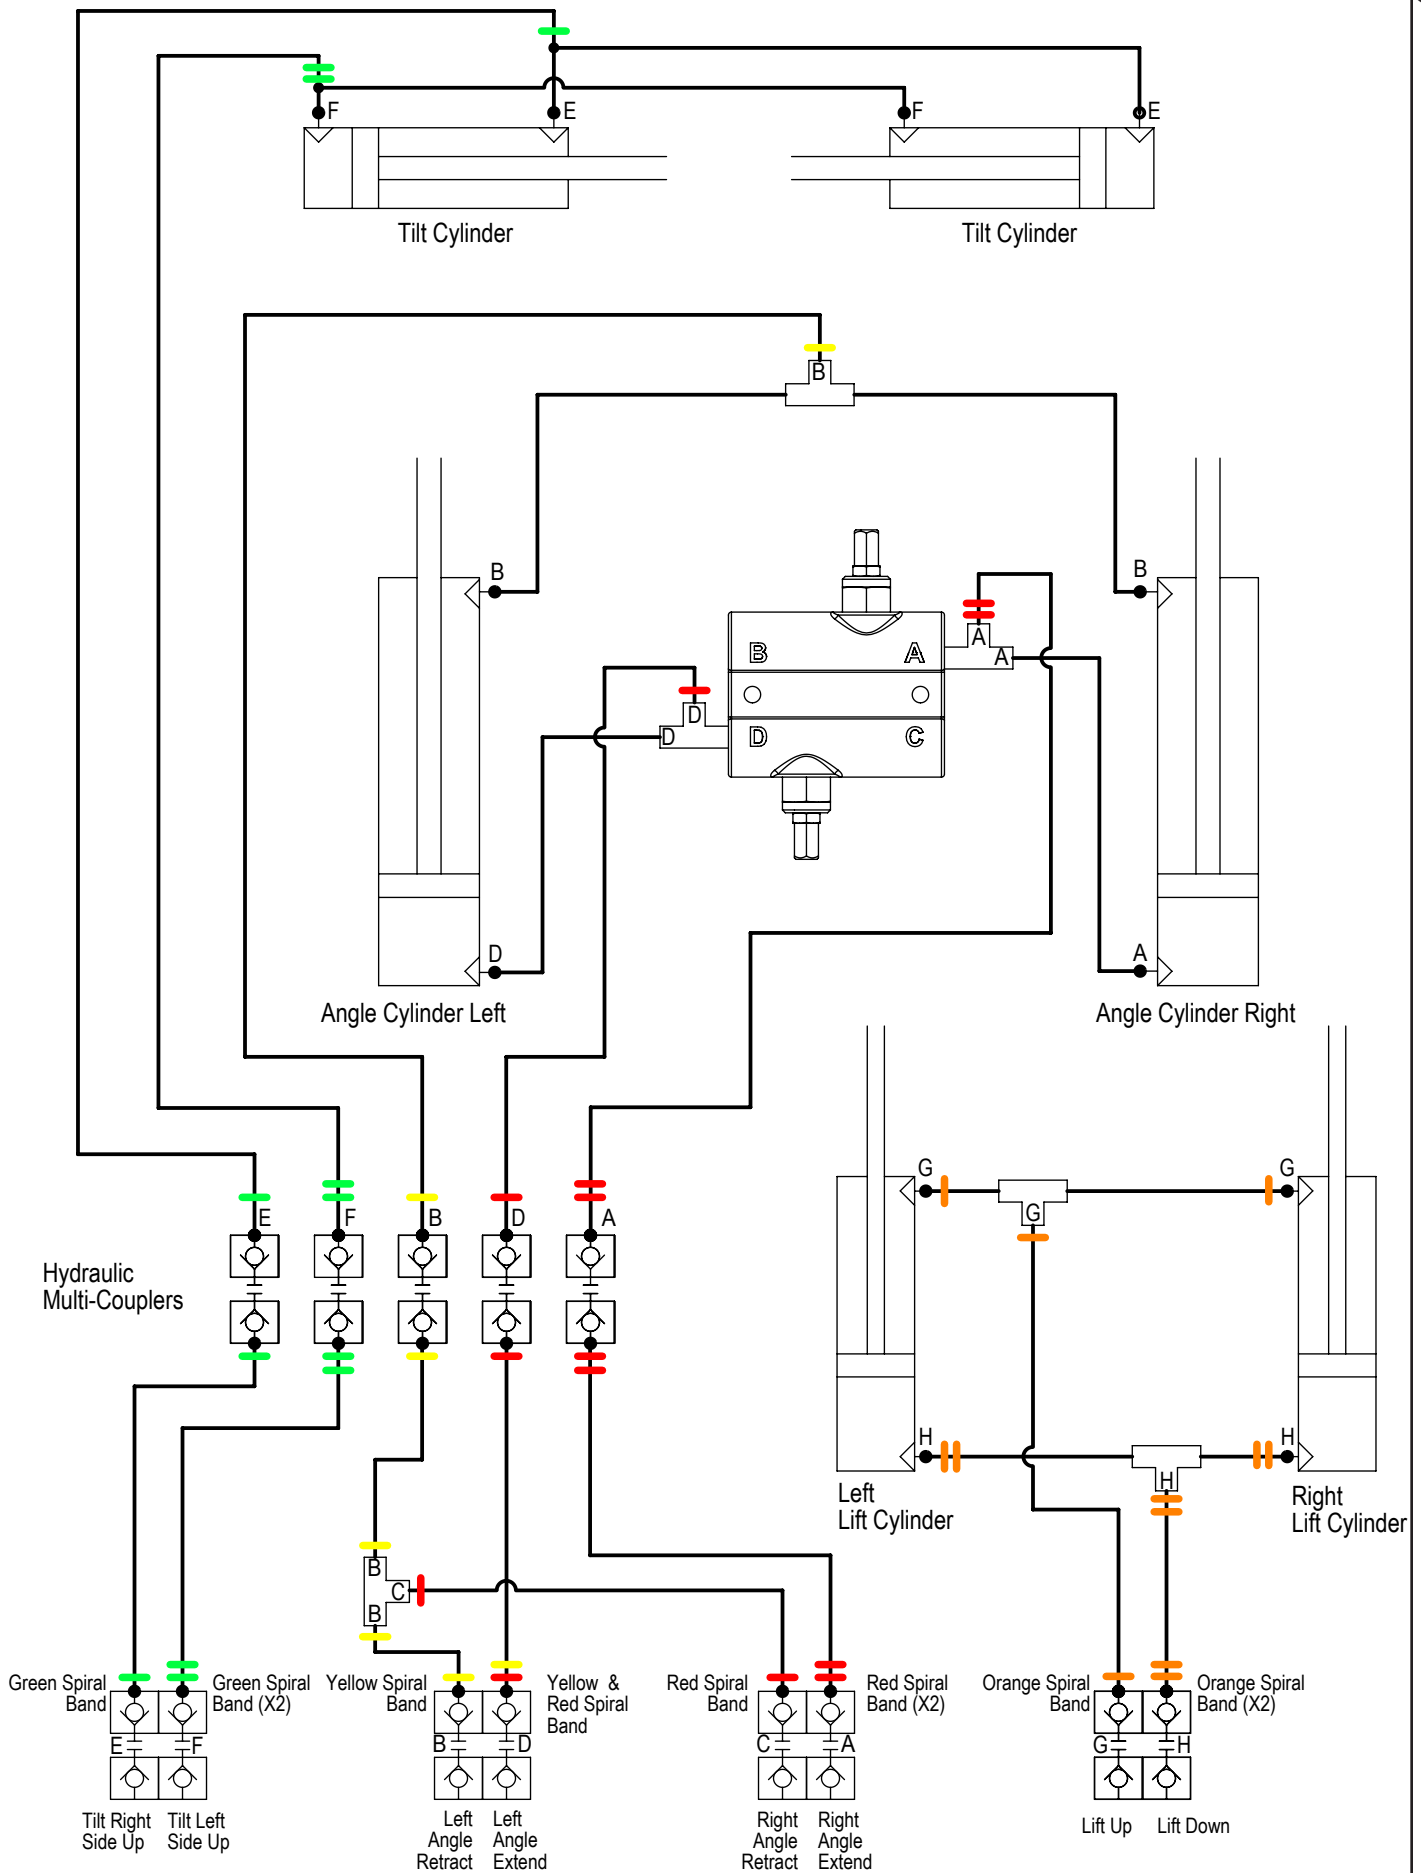 F
E
F
E
Tilt Cylinder
Tilt Cylinder
B
B
B
B
A
A
A
D
D
D
C
D
A
Angle Cylinder Left
Angle Cylinder Right
G
G
G
E
F
B
D
A
Hydraulic
Multi-Couplers
H
H
H
Left
Lift Cylinder
Right
Lift Cylinder
B
C
B
Green Spiral
Band
Green Spiral
Band (X2)
Yellow Spiral
Band
Yellow &
Red Spiral
Band
Red Spiral
Band
Red Spiral
Band (X2)
Orange Spiral
Band
Orange Spiral
Band (X2)
E
F
B
D
C
A
G
H
Tilt Right
Side Up
Tilt Left
Side Up
Left
Angle
Retract
Left
Angle
Extend
Right
Angle
Retract
Right
Angle
Extend
Lift Up
Lift Down